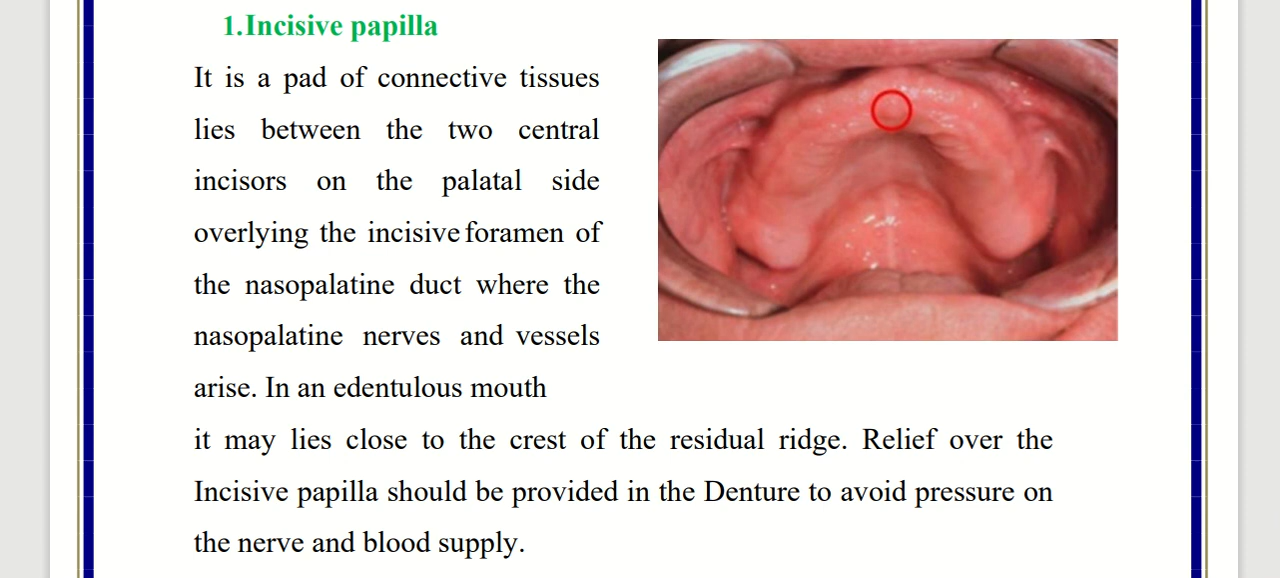 1.Incisive papilla
It is a pad of connective tissues
lies between the two central
incisors on the palatal side
overlying the incisive foramen of
the nasopalatine duct where the
nasopalatine nerves and vessels
arise. In an edentulous mouth
it may lies close to the crest of the residual ridge. Relief over the
Incisive papilla should be provided in the Denture to avoid pressure on
the nerve and blood supply.